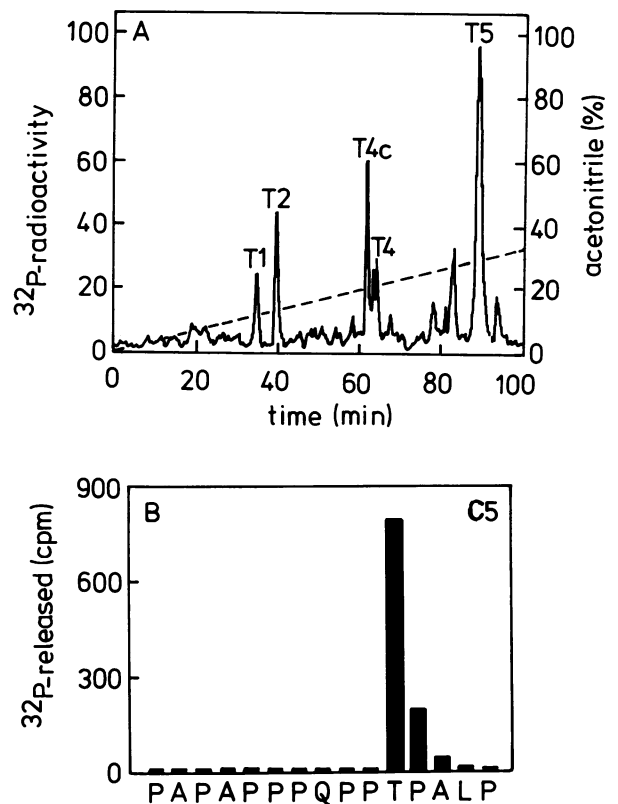 A
T5
T4c
T2
T4
T1
100
80
60
40
20
0
32P-radioactivity
100
80
60
40
20
0
acetonitrile (%)
0 20 40 60 80 100
time (min)
B
C5
900
600
300
0
32P-released (cpm)
P A P A P P P Q P P T P A L P